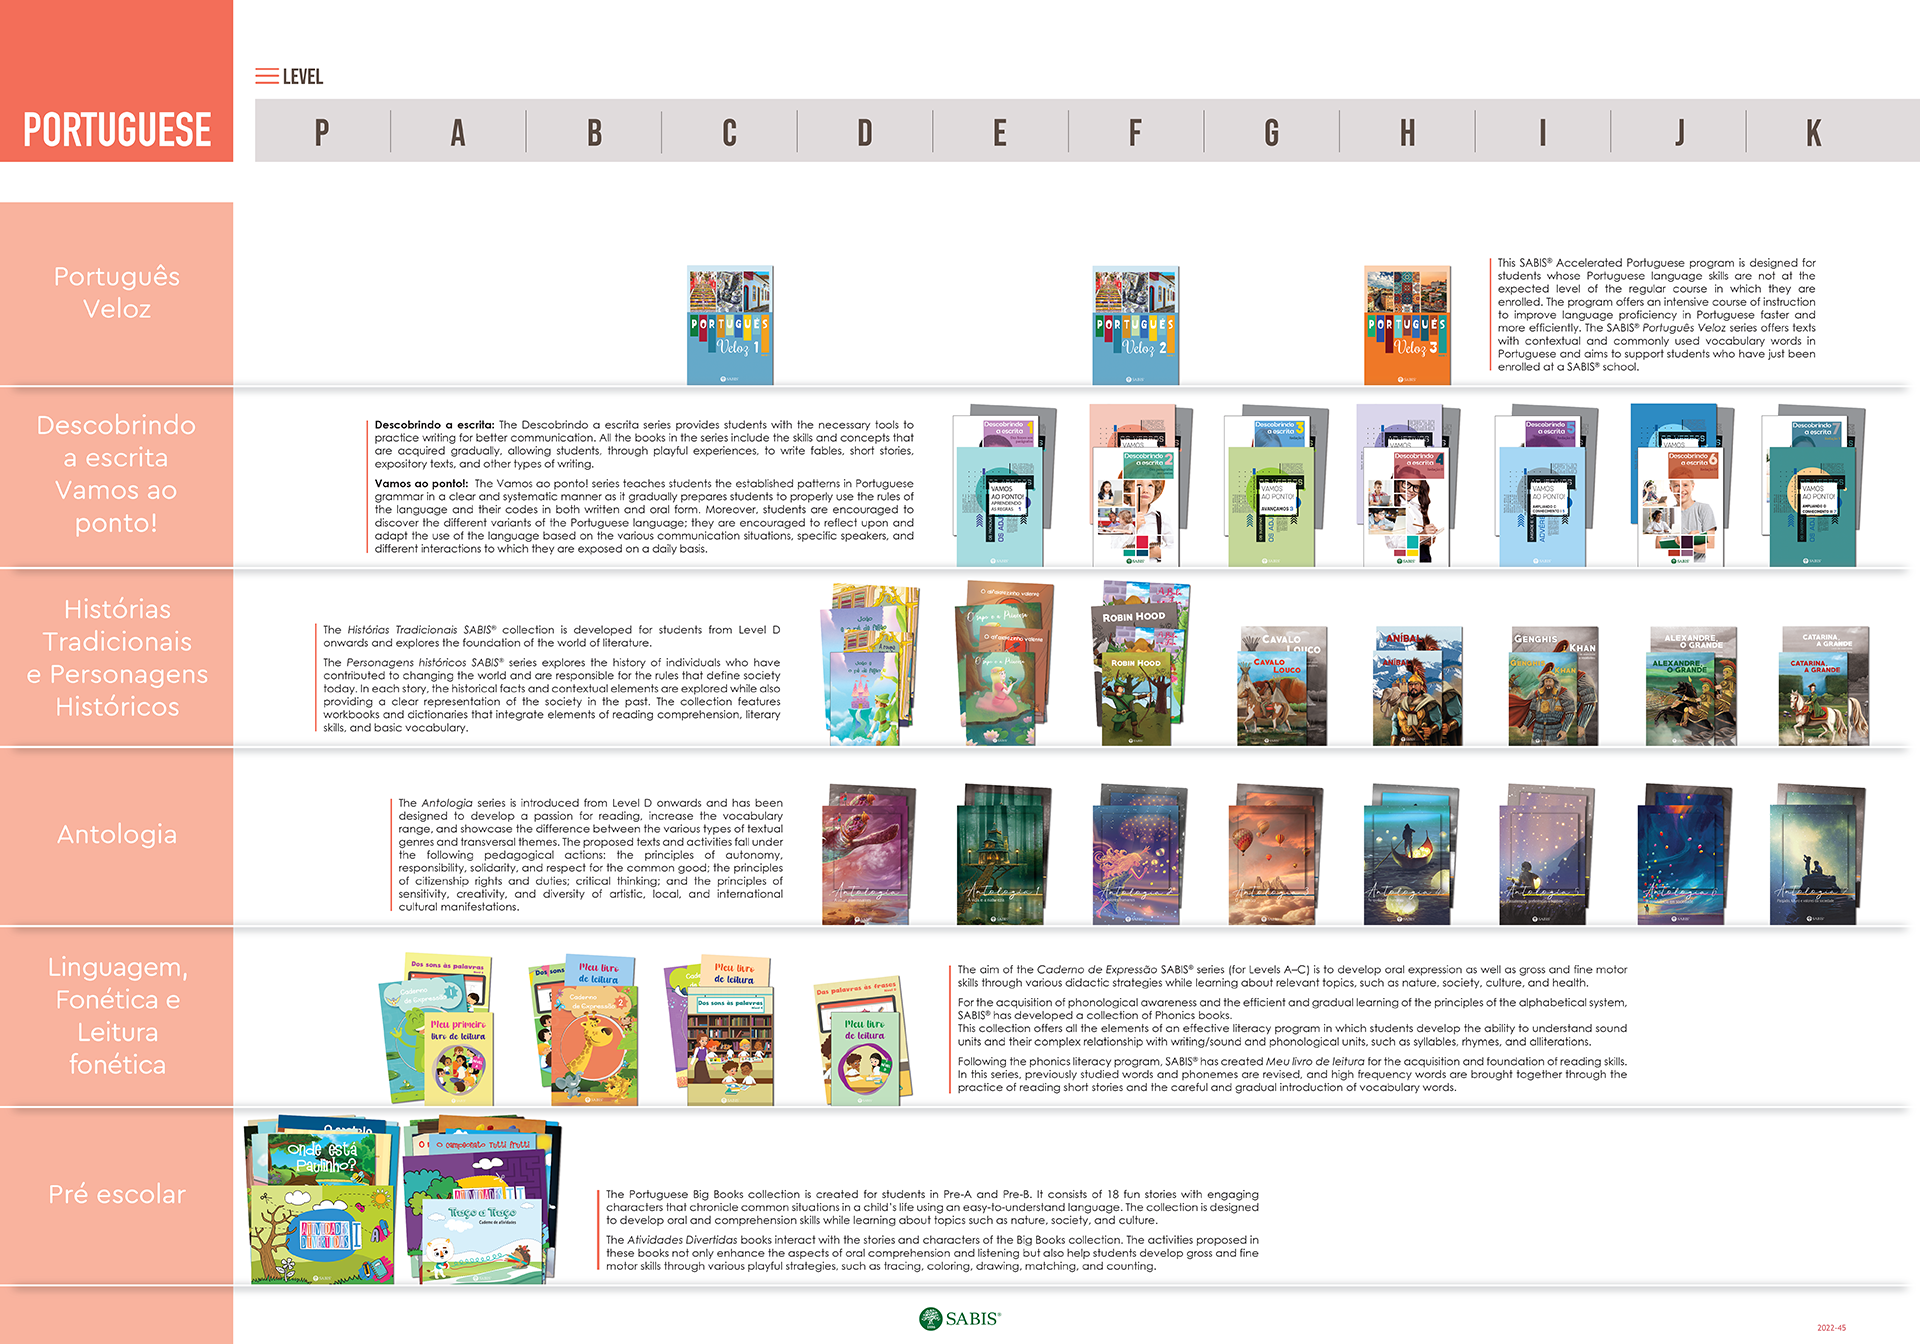 PORTUGUESE
LEVEL
P A B C D E F G H I J K
Português
Veloz
PORTUGUÊS
Veloz 1
SABIS
PORTUGUÊS
Veloz 2
SABIS
PORTUGUÊS
Veloz 3
SABIS
This SABIS® Accelerated Portuguese program is designed for
students whose Portuguese language skills are not at the
expected level of the regular course in which they are
enrolled. The program offers an intensive course of instruction
to improve language proficiency in Portuguese faster and
more efficiently. The SABIS® Português Veloz series offers texts
with contextual and commonly used vocabulary words in
Portuguese and aims to support students who have just been
enrolled at a SABIS® school.
Descobrindo
a escrita
Vamos ao
ponto!
Descobrindo a escrita: The Descobrindo a escrita series provides students with the necessary tools to
practice writing for better communication. All the books in the series include the skills and concepts that
are acquired gradually, allowing students, through playful experiences, to write fables, short stories,
expository texts, and other types of writing.
Vamos ao ponto!: The Vamos ao ponto! series teaches students the established patterns in Portuguese
grammar in a clear and systematic manner as it gradually prepares students to properly use the rules of
the language and their codes in both written and oral form. Moreover, students are encouraged to
discover the different variants of the Portuguese language; they are encouraged to reflect upon and
adapt the use of the language based on the various communication situations, specific speakers, and
different interactions to which they are exposed on a daily basis.
Descobrindo
a escrita 1
VAMOS
AO PONTO!
APRENDENDO
AS REGRAS 1
Descobrindo
a escrita 2
Descobrindo
a escrita 3
VAMOS
AO PONTO!
AVANÇAMOS 3
Descobrindo
a escrita 4
Descobrindo
a escrita 5
VAMOS
AO PONTO!
Descobrindo
a escrita 6
Descobrindo
a escrita 7
VAMOS
AO PONTO!
Histórias
Tradicionais
e Personagens
Históricos
The Histórias Tradicionais SABIS® collection is developed for students from Level D
onwards and explores the foundation of the world of literature.
The Personagens históricos SABIS® series explores the history of individuals who have
contributed to changing the world and are responsible for the rules that define society
today. In each story, the historical facts and contextual elements are explored while also
providing a clear representation of the society in the past. The collection features
workbooks and dictionaries that integrate elements of reading comprehension, literary
skills, and basic vocabulary.
João
e o pé de feijão
O alfaiatezinho valente
O sapo e a Princesa
ROBIN HOOD
ROBIN HOOD
CAVALO
LOUCO
CAVALO
LOUCO
ANÍBAL
ANÍBAL
GENGHIS
KHAN
GENGHIS
KHAN
ALEXANDRE,
O GRANDE
ALEXANDRE,
O GRANDE
CATARINA,
A GRANDE
CATARINA,
A GRANDE
Antologia
The Antologia series is introduced from Level D onwards and has been
designed to develop a passion for reading, increase the vocabulary
range, and showcase the difference between the various types of textual
genres and transversal themes. The proposed texts and activities fall under
the following pedagogical actions: the principles of autonomy,
responsibility, solidarity, and respect for the common good; the principles
of citizenship rights and duties; critical thinking; and the principles of
sensitivity, creativity, and diversity of artistic, local, and international
cultural manifestations.
Antologia
Antologia 1
Antologia 2
Antologia 3
Antologia 4
Antologia 5
Antologia 6
Antologia 7
Linguagem,
Fonética e
Leitura
fonética
Dos sons às palavras
Caderno
de Expressão 1
Meu primeiro
livro de leitura
Dos sons
Meu livro
de leitura
Caderno
de Expressão 2
Meu livro
de leitura
Dos sons às palavras
Das palavras às frases
Meu livro
de leitura
The aim of the Caderno de Expressão SABIS® series (for Levels A–C) is to develop oral expression as well as gross and fine motor
skills through various didactic strategies while learning about relevant topics, such as nature, society, culture, and health.
For the acquisition of phonological awareness and the efficient and gradual learning of the principles of the alphabetical system,
SABIS® has developed a collection of Phonics books.
This collection offers all the elements of an effective literacy program in which students develop the ability to understand sound
units and their complex relationship with writing/sound and phonological units, such as syllables, rhymes, and alliterations.
Following the phonics literacy program, SABIS® has created Meu livro de leitura for the acquisition and foundation of reading skills.
In this series, previously studied words and phonemes are revised, and high frequency words are brought together through the
practice of reading short stories and the careful and gradual introduction of vocabulary words.
Pré escolar
Onde está
Paulinho?
ATIVIDADES
DIVERTIDAS I
O campeonato Tutti frutti
Traço a Traço
Caderno de atividades
The Portuguese Big Books collection is created for students in Pre-A and Pre-B. It consists of 18 fun stories with engaging
characters that chronicle common situations in a child's life using an easy-to-understand language. The collection is designed
to develop oral and comprehension skills while learning about topics such as nature, society, and culture.
The Atividades Divertidas books interact with the stories and characters of the Big Books collection. The activities proposed in
these books not only enhance the aspects of oral comprehension and listening but also help students develop gross and fine
motor skills through various playful strategies, such as tracing, coloring, drawing, matching, and counting.
SABIS®
2022-45